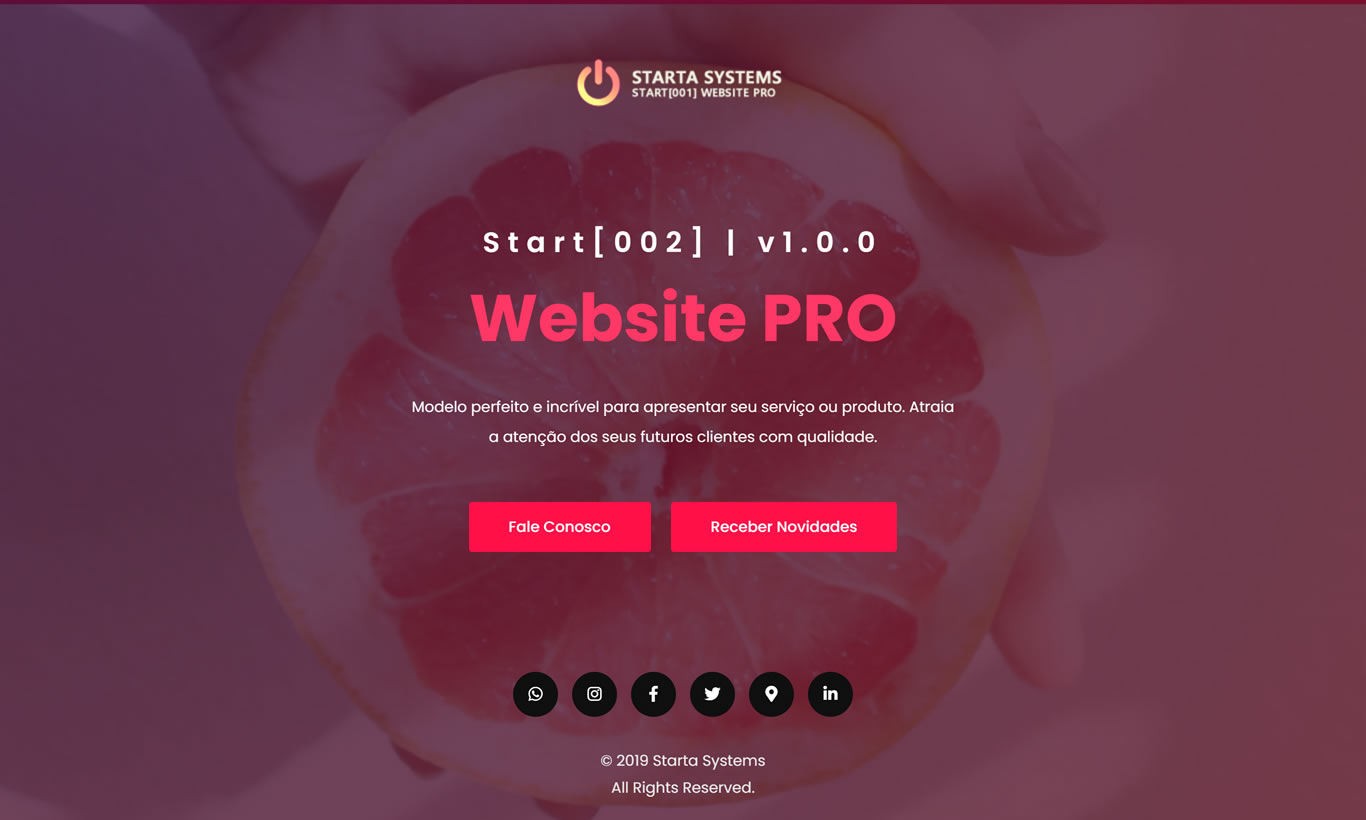 STARTA SYSTEMS
START[001] WEBSITE PRO
Start[002] | v1.0.0
Website PRO
Modelo perfeito e incrível para apresentar seu serviço ou produto. Atraia
a atenção dos seus futuros clientes com qualidade.
Fale Conosco
Receber Novidades
© 2019 Starta Systems
All Rights Reserved.